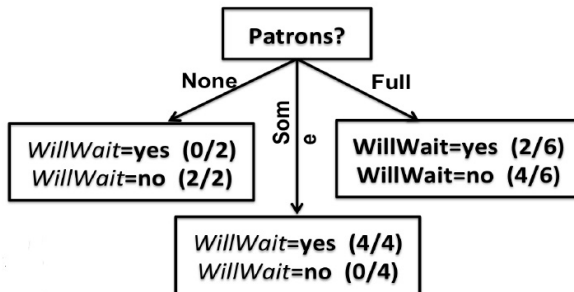 Patrons?
None
Som
e
Full
WillWait=yes (0/2)
WillWait=no (2/2)
WillWait=yes (2/6)
WillWait=no (4/6)
WillWait=yes (4/4)
WillWait=no (0/4)